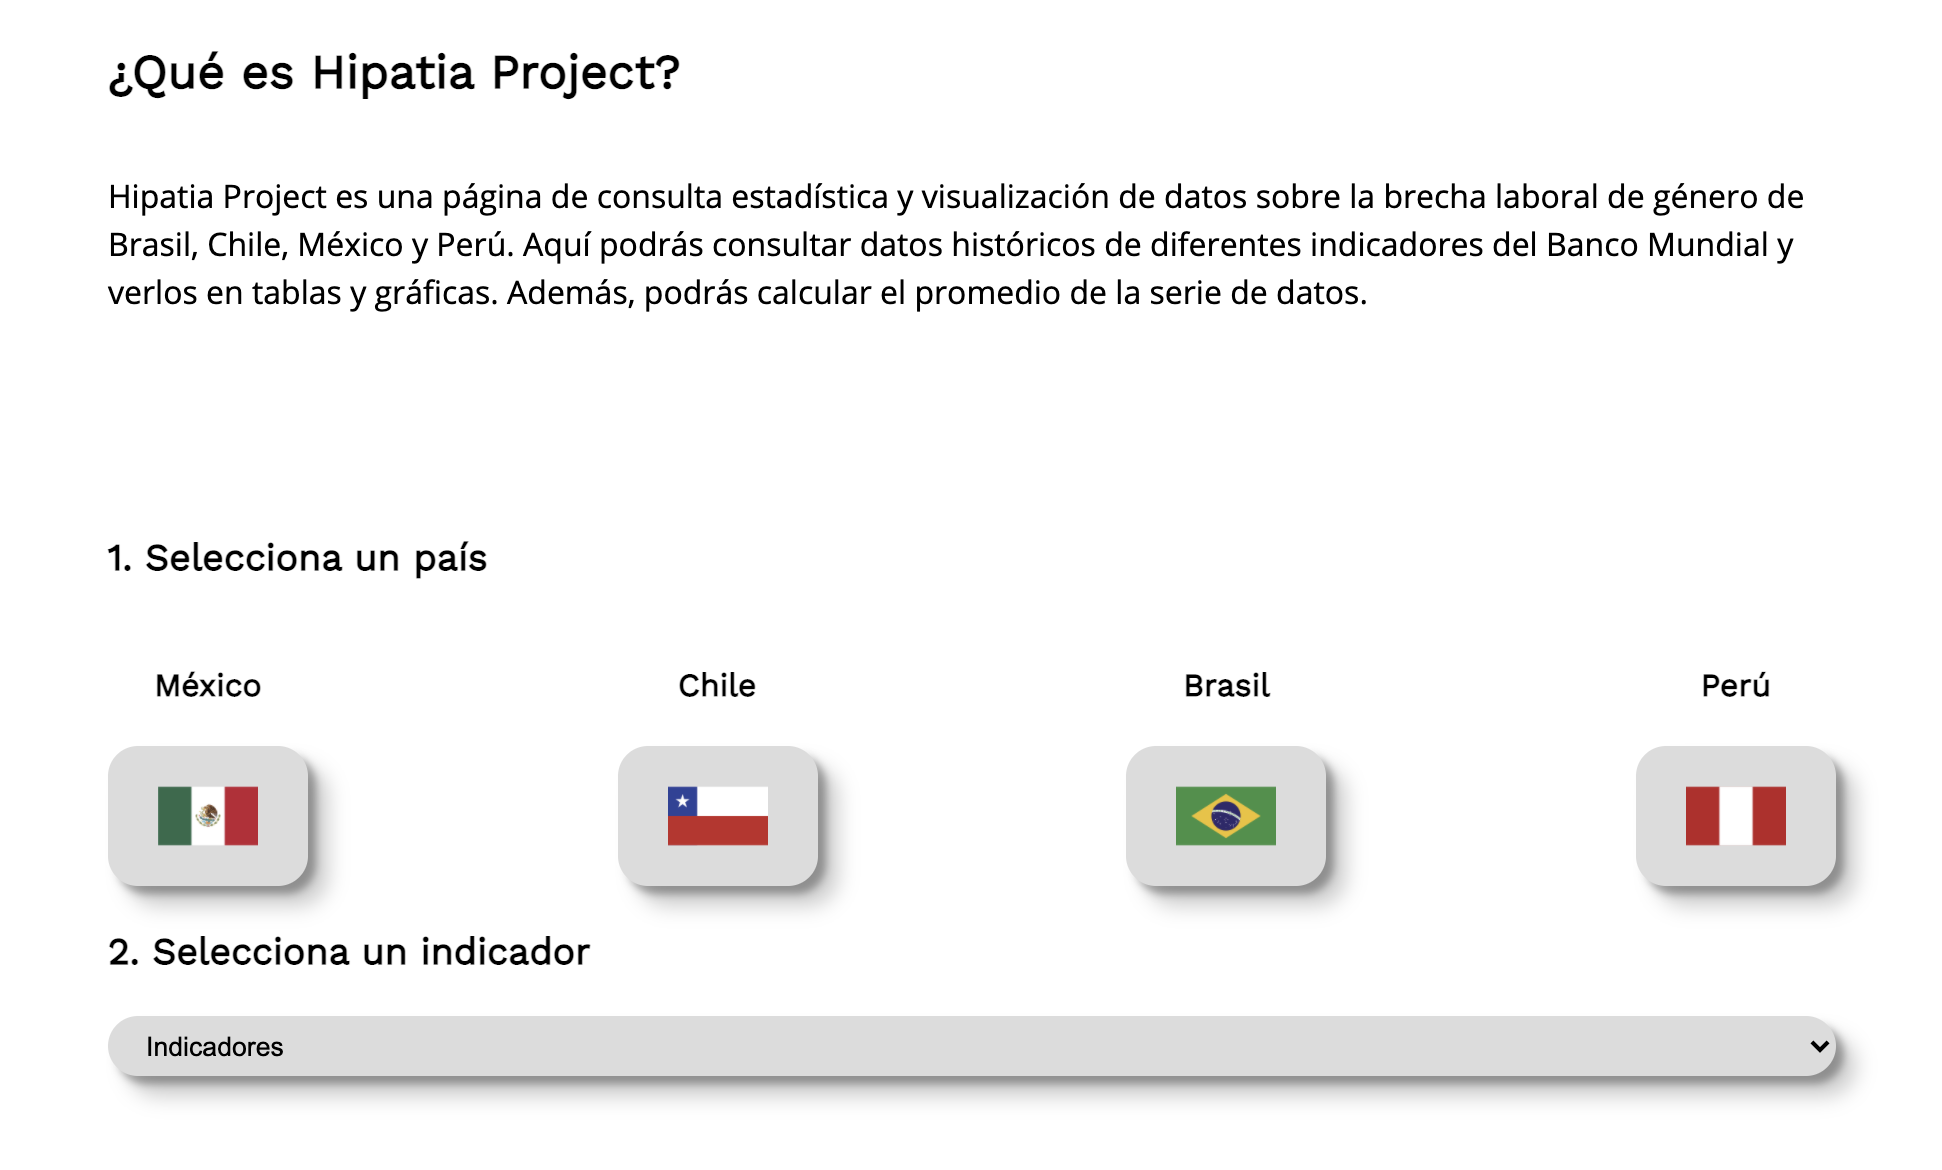 ¿Qué es Hipatia Project?
Hipatia Project es una página de consulta estadística y visualización de datos sobre la brecha laboral de género de
Brasil, Chile, México y Perú. Aquí podrás consultar datos históricos de diferentes indicadores del Banco Mundial y
verlos en tablas y gráficas. Además, podrás calcular el promedio de la serie de datos.
1. Selecciona un país
México Chile Brasil Perú
2. Selecciona un indicador
Indicadores